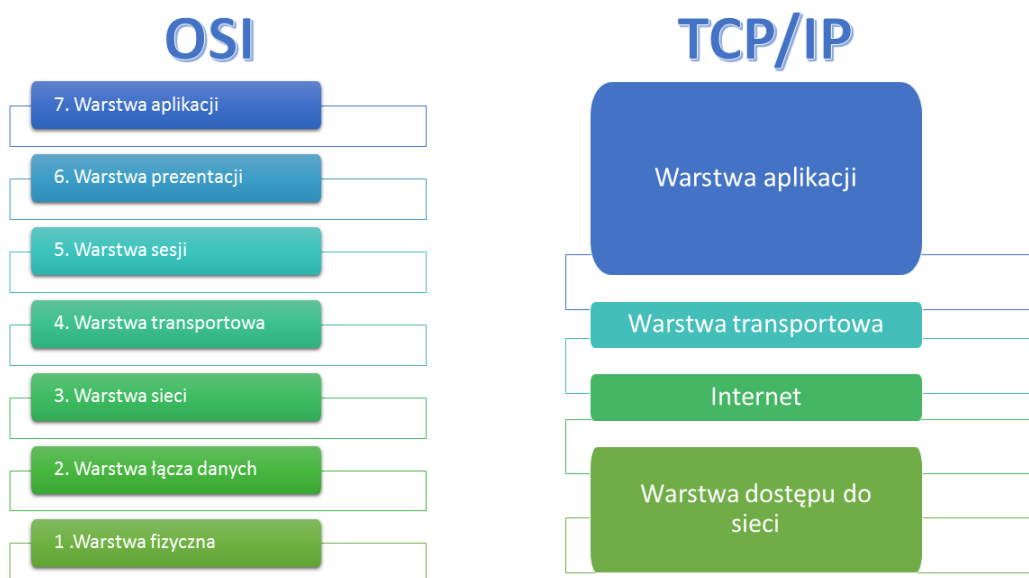 OSI
7. Warstwa aplikacji
6. Warstwa prezentacji
5. Warstwa sesji
4. Warstwa transportowa
3. Warstwa sieci
2. Warstwa łącza danych
1 .Warstwa fizyczna
TCP/IP
Warstwa aplikacji
Warstwa transportowa
Internet
Warstwa dostępu do
sieci